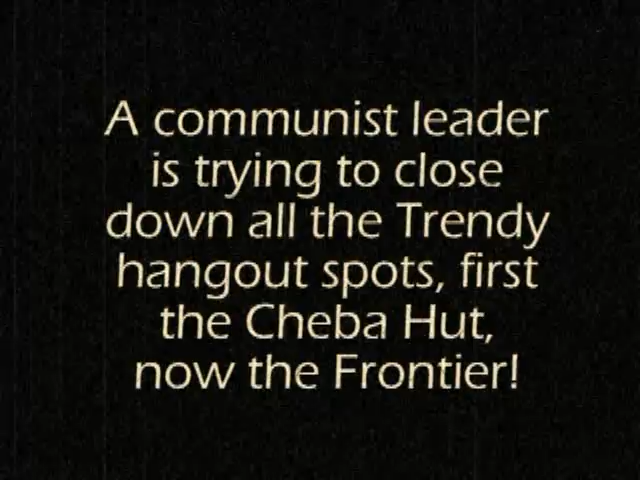 A communist leader
is trying to close
down all the Trendy
hangout spots, first
the Cheba Hut,
now the Frontier!